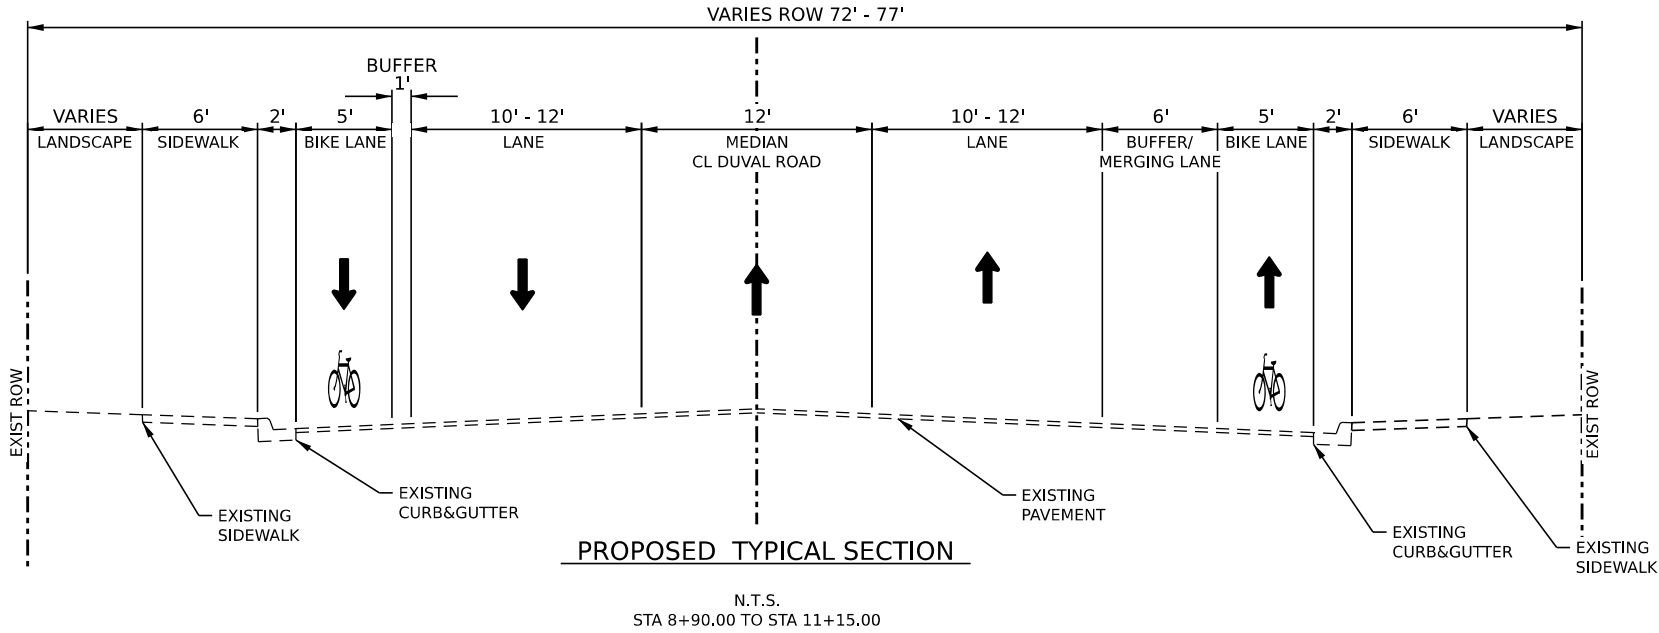 VARIES ROW 72' - 77'
BUFFER
1'
VARIES
6'
2'
5'
10' - 12'
12'
10' - 12'
6'
5'
2'
6'
VARIES
LANDSCAPE
SIDEWALK
BIKE LANE
LANE
MEDIAN
CL DUVAL ROAD
LANE
BUFFER/
MERGING LANE
BIKE LANE
SIDEWALK
LANDSCAPE
EXIST ROW
EXIST ROW
EXISTING
SIDEWALK
EXISTING
CURB&GUTTER
EXISTING
PAVEMENT
EXISTING
CURB&GUTTER
EXISTING
SIDEWALK
PROPOSED TYPICAL SECTION
N.T.S.
STA 8+90.00 TO STA 11+15.00